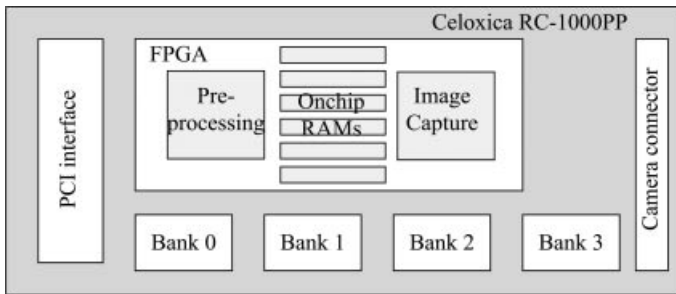 Celoxica RC-1000PP
PCI interface
FPGA
Pre-
processing
Onchip
RAMs
Image
Capture
Camera connector
Bank 0
Bank 1
Bank 2
Bank 3